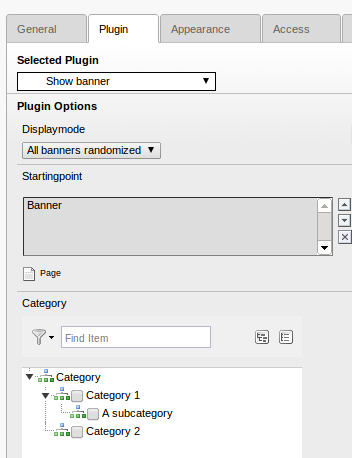 General Plugin Appearance Access
Selected Plugin
Show banner
Plugin Options
Displaymode
All banners randomized
Startingpoint
Banner
Page
Category
Find Item
Category
Category 1
A subcategory
Category 2